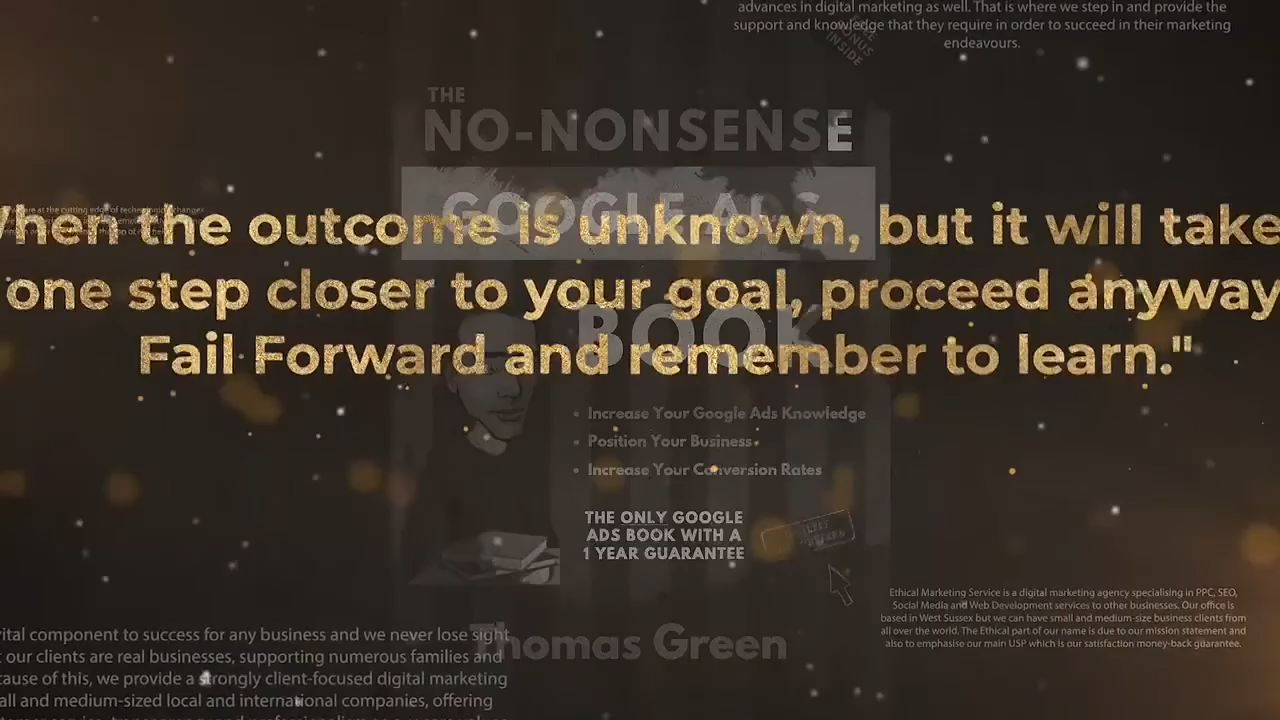 advances in digital marketing as well. That is where we step in and provide the
support and knowledge that they require in order to succeed in their marketing
endeavours.
BONUS
INSIDE
THE
NO-NONSENSE
GOOGLE ADS
When the outcome is unknown, but it will take
one step closer to your goal, proceed anyway
Fail Forward and remember to learn."
BOOK
• Increase Your Google Ads Knowledge
• Position Your Business
• Increase Your Conversion Rates
THE ONLY GOOGLE
ADS BOOK WITH A
1 YEAR GUARANTEE
Ethical Marketing Service is a digital marketing agency specialising in PPC, SEO,
Social Media and Web Development services to other businesses. Our office is
based in West Sussex but we can have small and medium-size business clients from
all over the world. The Ethical part of our name is due to our mission statement and
also to emphasise our main USP which is our satisfaction money-back guarantee.
Thomas Green
vital component to success for any business and we never lose sight
our clients are real businesses, supporting numerous families and
cause of this, we provide a strongly client-focused digital marketing
all and medium-sized local and international companies, offering